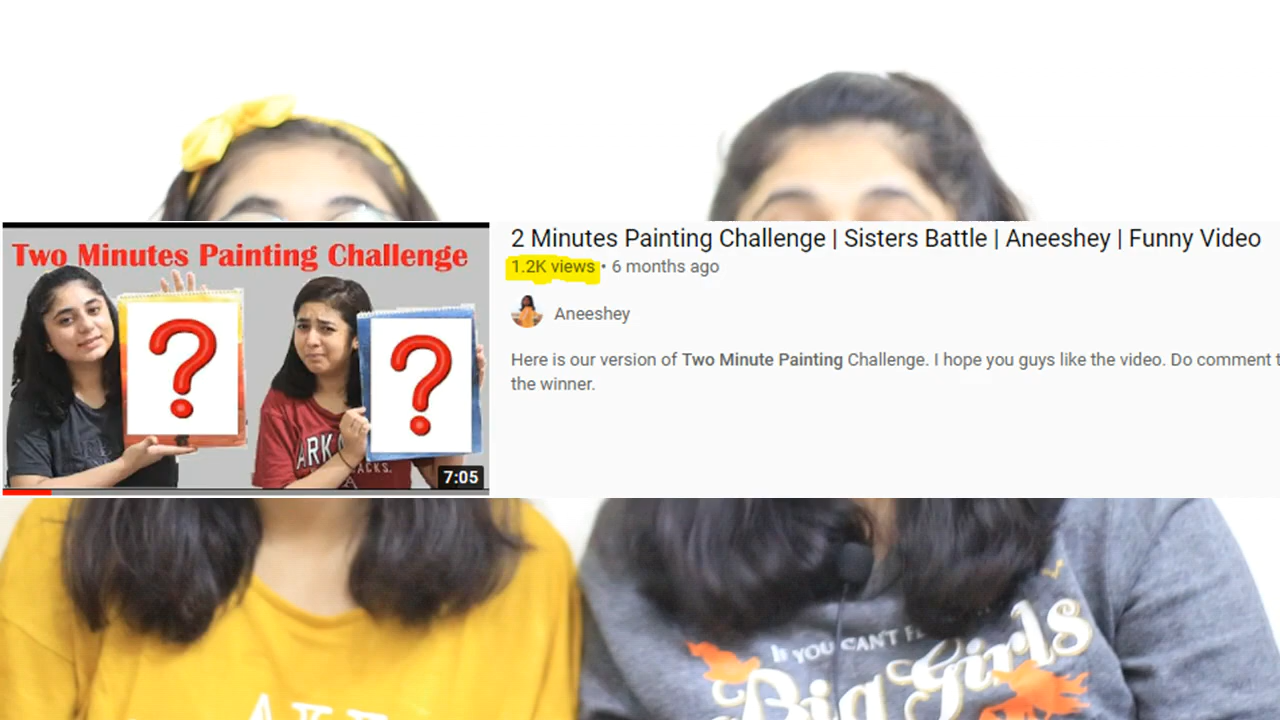 2 Minutes Painting Challenge | Sisters Battle | Aneeshey | Funny Video
1.2K views • 6 months ago
Aneeshey
Here is our version of Two Minute Painting Challenge. I hope you guys like the video. Do comment
the winner.
Two Minutes Painting Challenge
?
?
ARK
ACKS.
7:05
IF YOU CAN'T
Big Girls